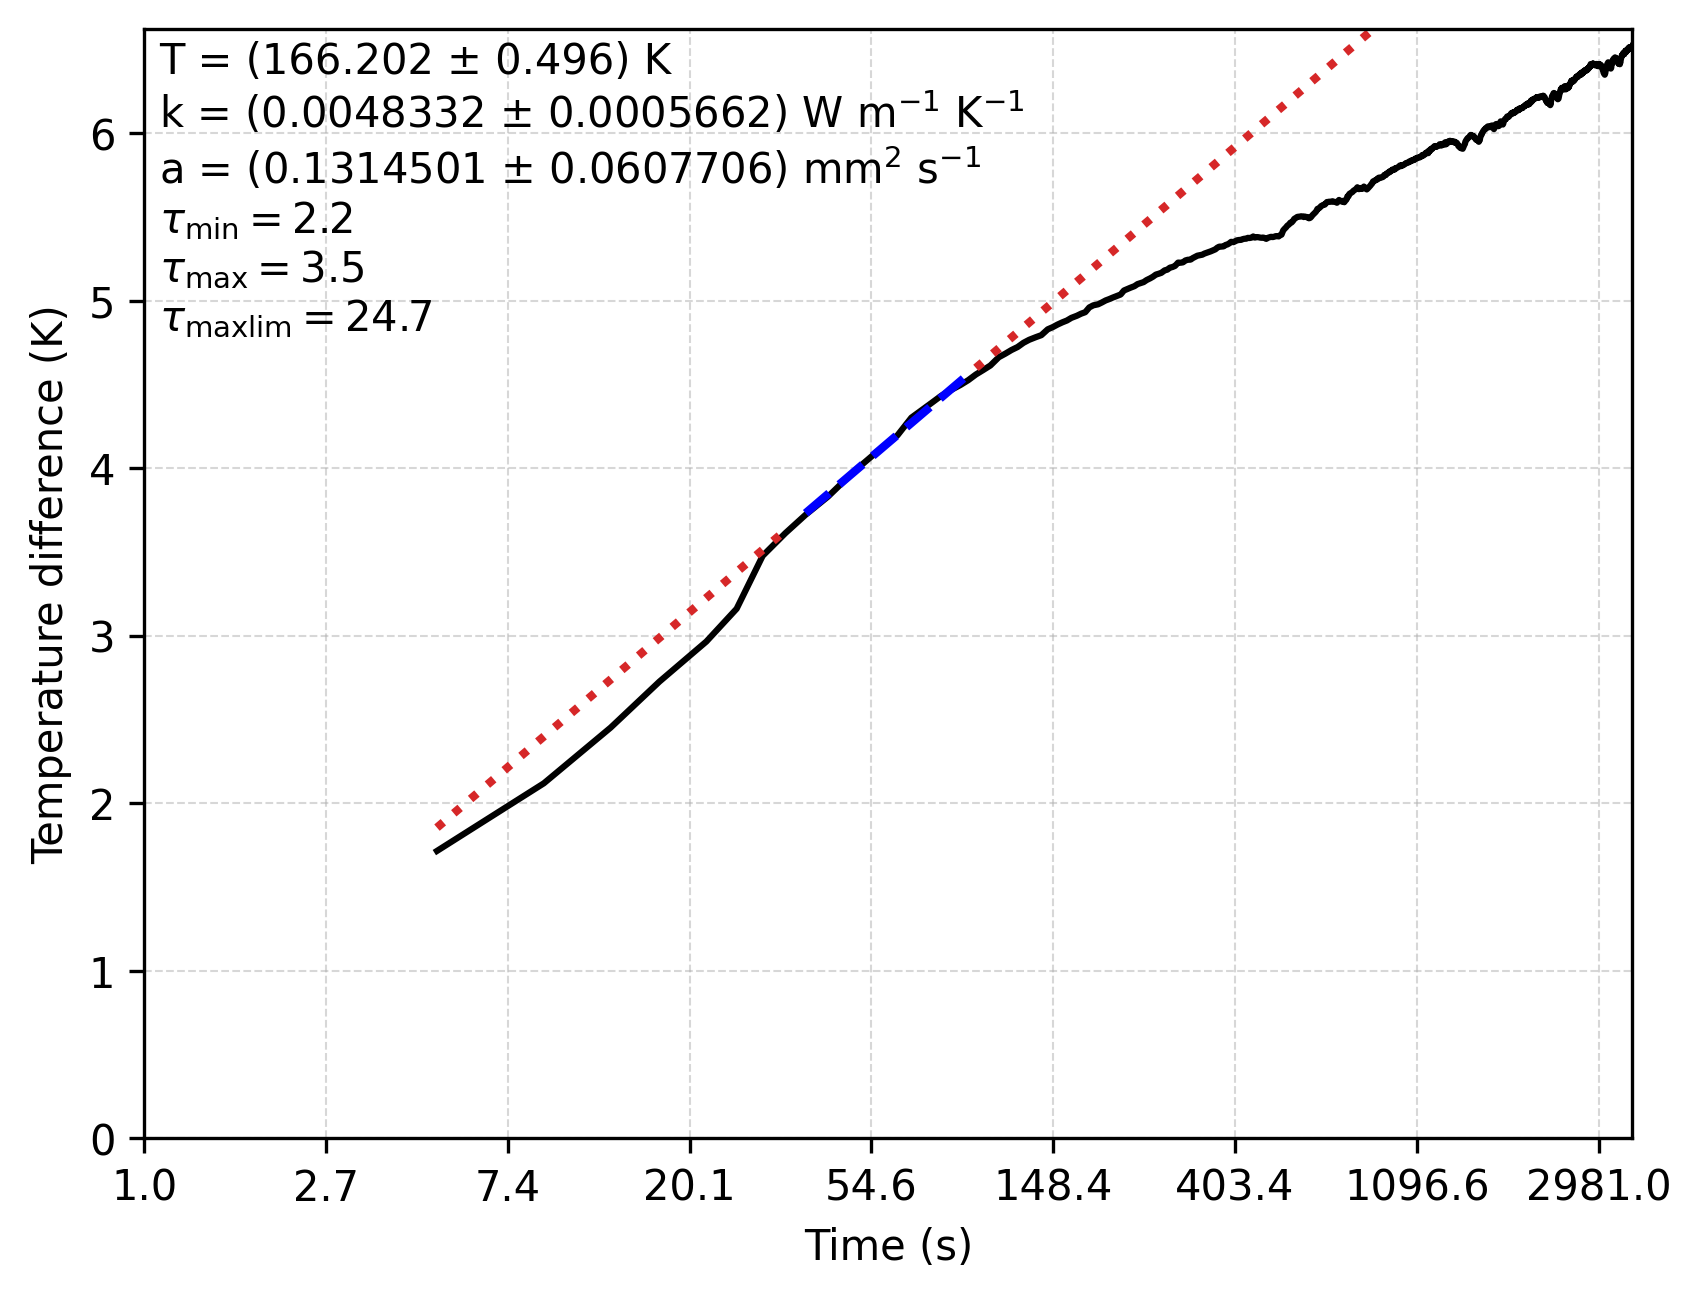 T = (166.202 ± 0.496) K
k = (0.0048332 ± 0.0005662) W m⁻¹ K⁻¹
a = (0.1314501 ± 0.0607706) mm² s⁻¹
τmin = 2.2
τmax = 3.5
τmaxlim = 24.7
Temperature difference (K)
6
5
4
3
2
1
0
1.0 2.7 7.4 20.1 54.6 148.4 403.4 1096.6 2981.0
Time (s)